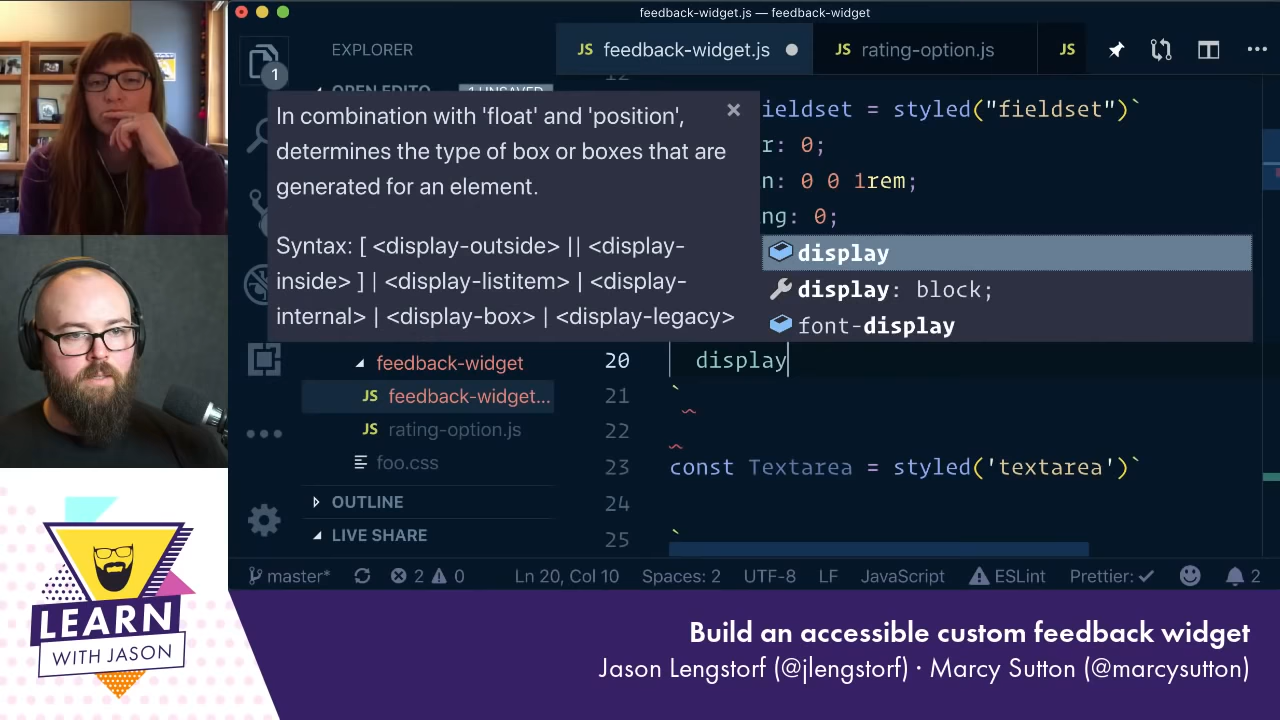 feedback-widget.js — feedback-widget
EXPLORER
JS feedback-widget.js
JS rating-option.js
JS
1
OPEN EDITO
1 UNSAVED
12
In combination with 'float' and 'position',
determines the type of box or boxes that are
generated for an element.
Syntax: [ <display-outside> || <display-
inside> ] | <display-listitem> | <display-
internal> | <display-box> | <display-legacy>
ieldset = styled("fieldset")`
r: 0;
n: 0 0 1rem;
ng: 0;
display
display: block;
font-display
feedback-widget
JS feedback-widget...
JS rating-option.js
foo.css
OUTLINE
LIVE SHARE
20 display
21 `
22
23 const Textarea = styled('textarea')`
24
25 `
master* 2 0 Ln 20, Col 10 Spaces: 2 UTF-8 LF JavaScript ESLint Prettier: 2
LEARN
WITH JASON
Build an accessible custom feedback widget
Jason Lengstorf (@jlengstorf) · Marcy Sutton (@marcysutton)